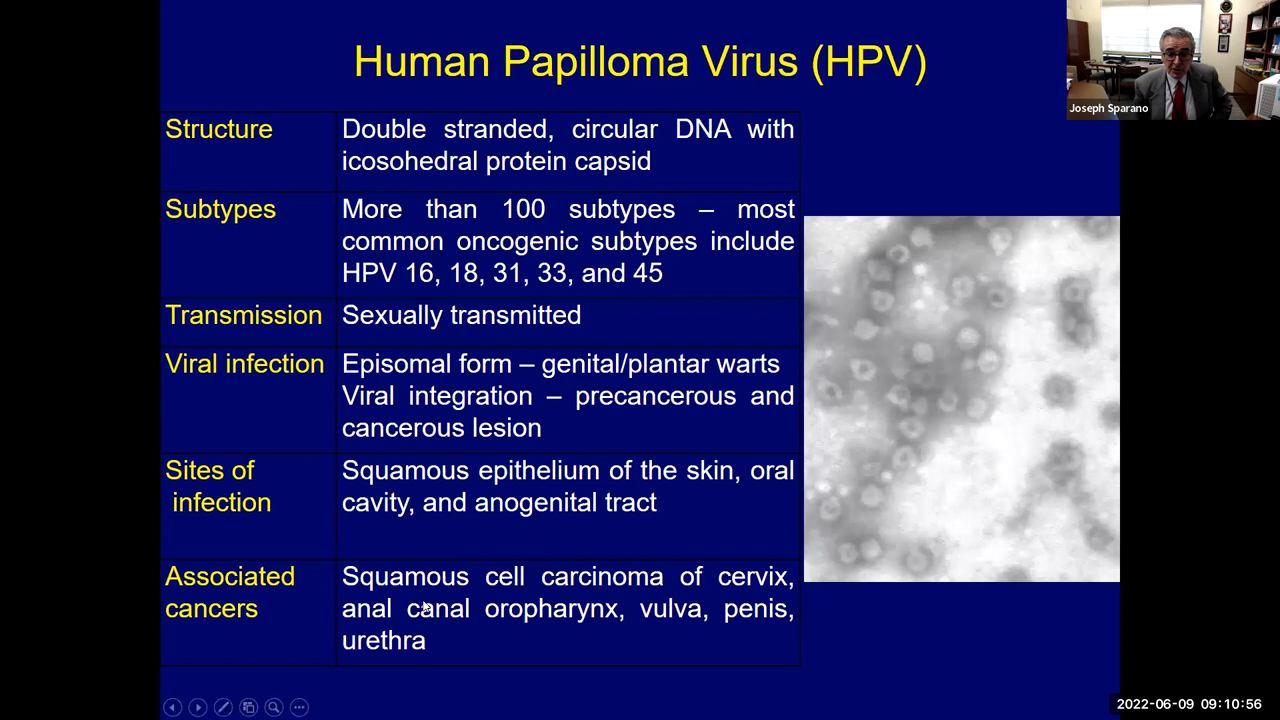 Human Papilloma Virus (HPV)
Joseph Sparano
Structure
Double stranded, circular DNA with
icosohedral protein capsid
Subtypes
More than 100 subtypes – most
common oncogenic subtypes include
HPV 16, 18, 31, 33, and 45
Transmission
Sexually transmitted
Viral infection
Episomal form – genital/plantar warts
Viral integration – precancerous and
cancerous lesion
Sites of
infection
Squamous epithelium of the skin, oral
cavity, and anogenital tract
Associated
cancers
Squamous cell carcinoma of cervix,
anal canal oropharynx, vulva, penis,
urethra
2022-06-09 09:10:56